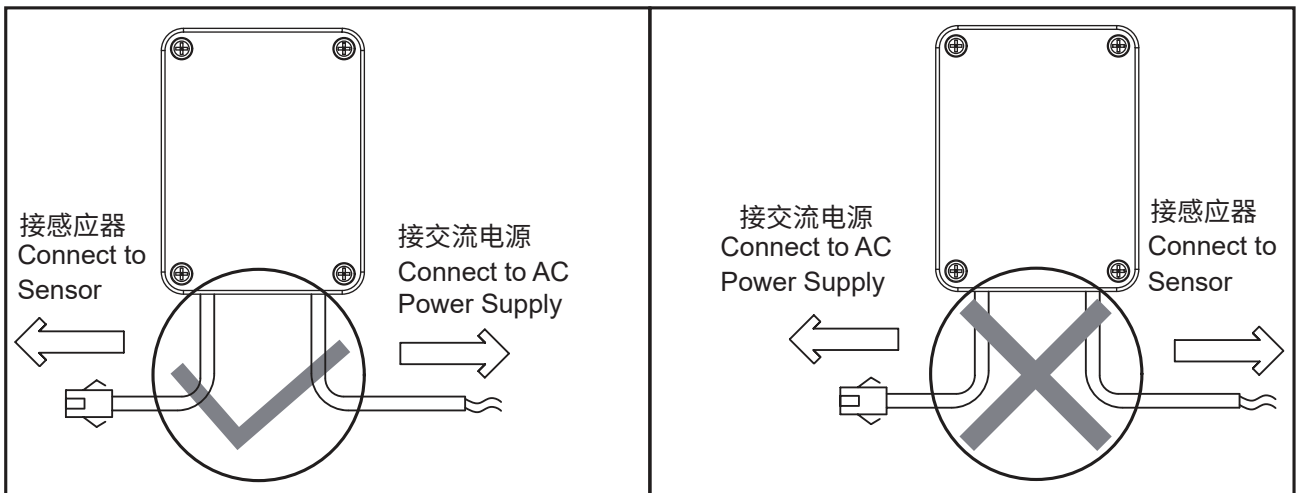 接感应器
Connect to
Sensor
接交流电源
Connect to AC
Power Supply
接交流电源
Connect to AC
Power Supply
接感应器
Connect to
Sensor